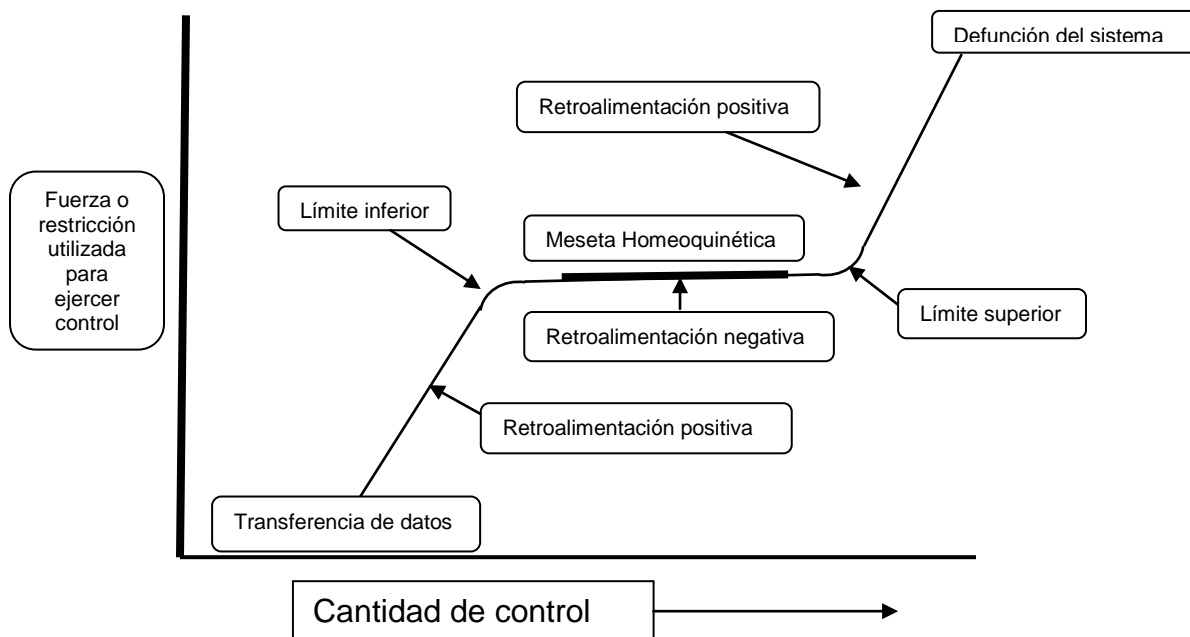 Defunción del sistema
Retroalimentación positiva
Fuerza o
restricción
utilizada
para
ejercer
control
Límite inferior
Meseta Homeoquinética
Límite superior
Retroalimentación negativa
Retroalimentación positiva
Transferencia de datos
Cantidad de control